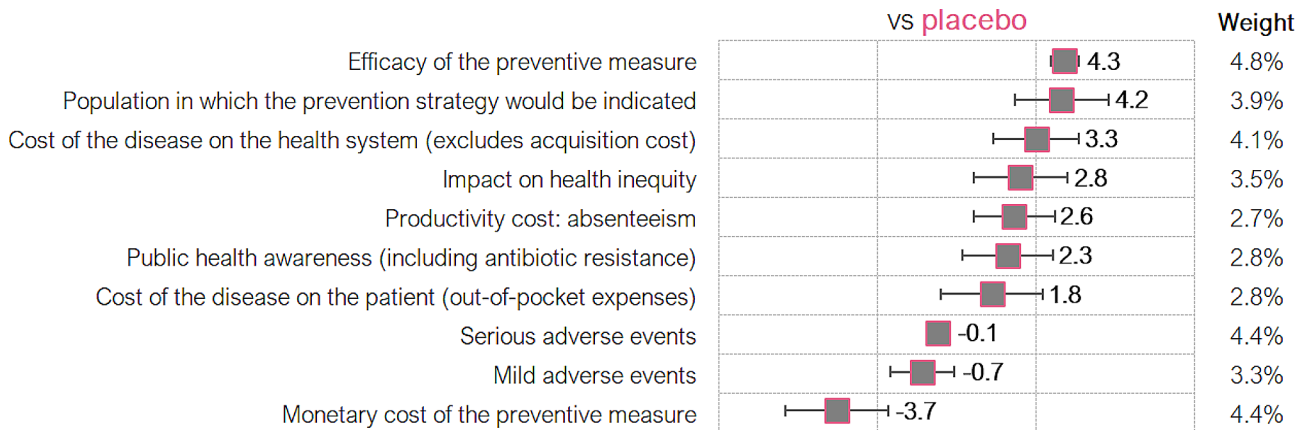 vs placebo Weight
Efficacy of the preventive measure 4.3 4.8%
Population in which the prevention strategy would be indicated 4.2 3.9%
Cost of the disease on the health system (excludes acquisition cost) 3.3 4.1%
Impact on health inequity 2.8 3.5%
Productivity cost: absenteeism 2.6 2.7%
Public health awareness (including antibiotic resistance) 2.3 2.8%
Cost of the disease on the patient (out-of-pocket expenses) 1.8 2.8%
Serious adverse events -0.1 4.4%
Mild adverse events -0.7 3.3%
Monetary cost of the preventive measure -3.7 4.4%